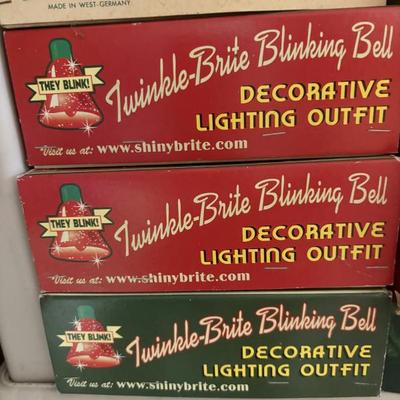 MADE IN WEST-GERMANY
THEY BLINK!
Twinkle-Brite Blinking Bell
DECORATIVE
LIGHTING OUTFIT
Visit us at: www.shinybrite.com
THEY BLINK!
Twinkle-Brite Blinking Bell
DECORATIVE
LIGHTING OUTFIT
Visit us at: www.shinybrite.com
THEY BLINK!
Twinkle-Brite Blinking Bell
DECORATIVE
LIGHTING OUTFIT
Visit us at: www.shinybrite.com